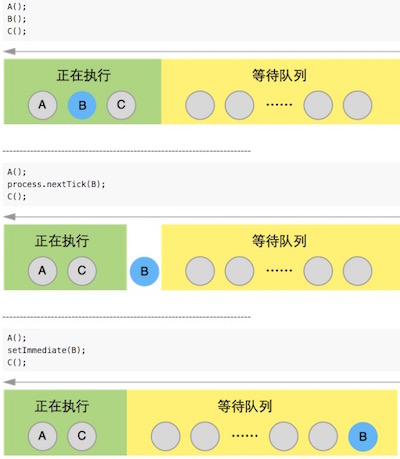 A();
B();
C();
正在执行 等待队列
A B C ······
A();
process.nextTick(B);
C();
正在执行 等待队列
A C B ······
A();
setImmediate(B);
C();
正在执行 等待队列
A C ······ B